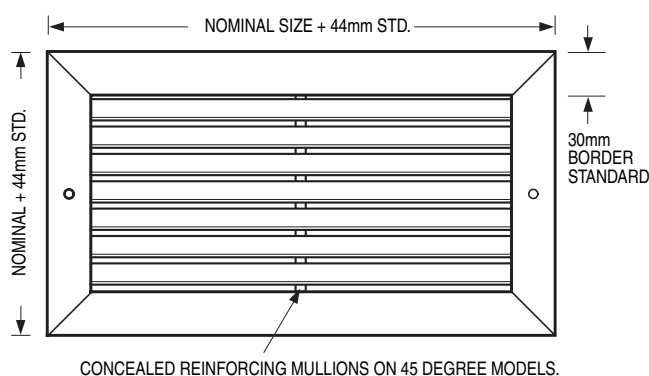 NOMINAL SIZE + 44mm STD.
NOMINAL + 44mm STD.
30mm
BORDER
STANDARD
CONCEALED REINFORCING MULLIONS ON 45 DEGREE MODELS.